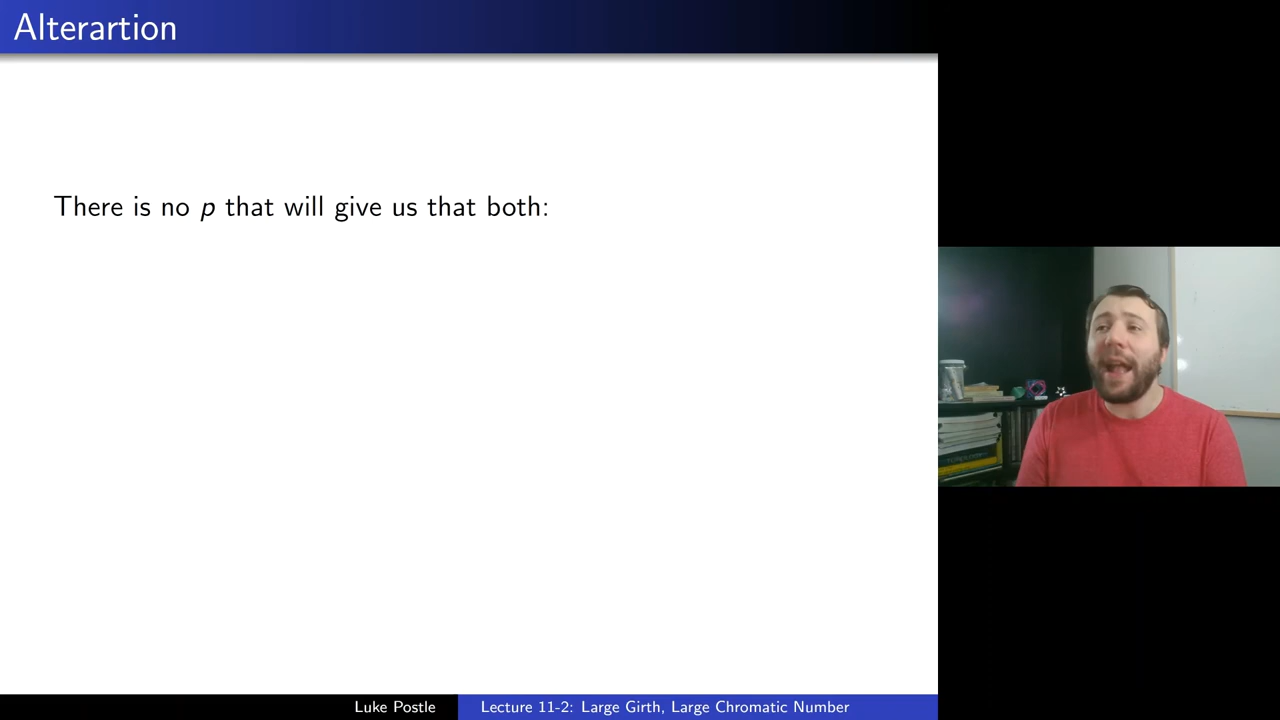 Alterartion
There is no p that will give us that both:
Luke Postle
Lecture 11-2: Large Girth, Large Chromatic Number